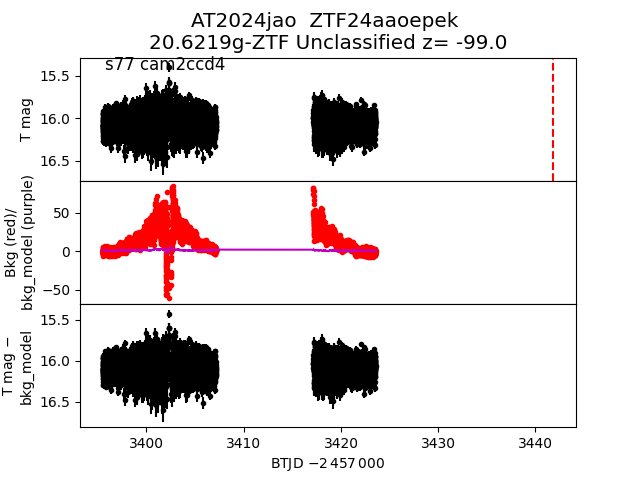 AT2024jao  ZTF24aaoepek
20.6219g-ZTF Unclassified z= -99.0
s77 cam2ccd4
15.5
16.0
16.5
T mag
50
0
−50
Bkg (red)/
bkg_model (purple)
15.5
16.0
16.5
T mag −
bkg_model
3400
3410
3420
3430
3440
BTJD −2 457 000